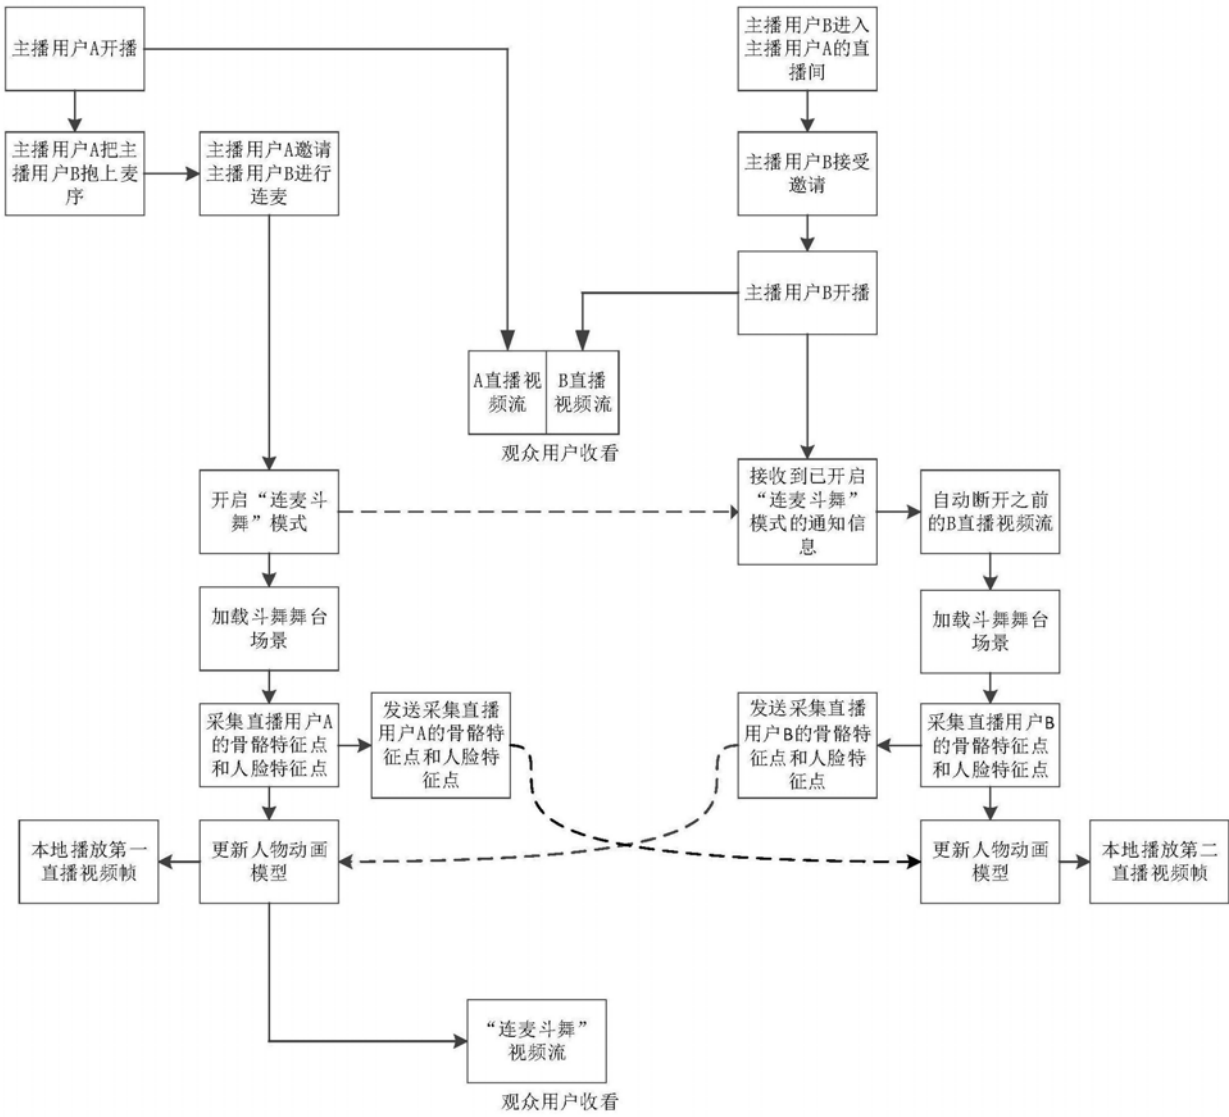 主播用户A开播
主播用户B进入
主播用户A的直
播间
主播用户A把主
播用户B抱上麦
序
主播用户A邀请
主播用户B进行
连麦
主播用户B接受
邀请
主播用户B开播
A直播视
频流
B直播
视频流
观众用户收看
开启“连麦斗
舞”模式
接收到已开启
“连麦斗舞”
模式的通知信
息
自动断开之前
的B直播视频流
加载斗舞舞台
场景
加载斗舞舞台
场景
采集直播用户A
的骨骼特征点
和人脸特征点
发送采集直播
用户A的骨骼特
征点和人脸特
征点
发送采集直播
用户B的骨骼特
征点和人脸特
征点
采集直播用户B
的骨骼特征点
和人脸特征点
本地播放第一
直播视频帧
更新人物动画
模型
更新人物动画
模型
本地播放第二
直播视频帧
“连麦斗舞”
视频流
观众用户收看